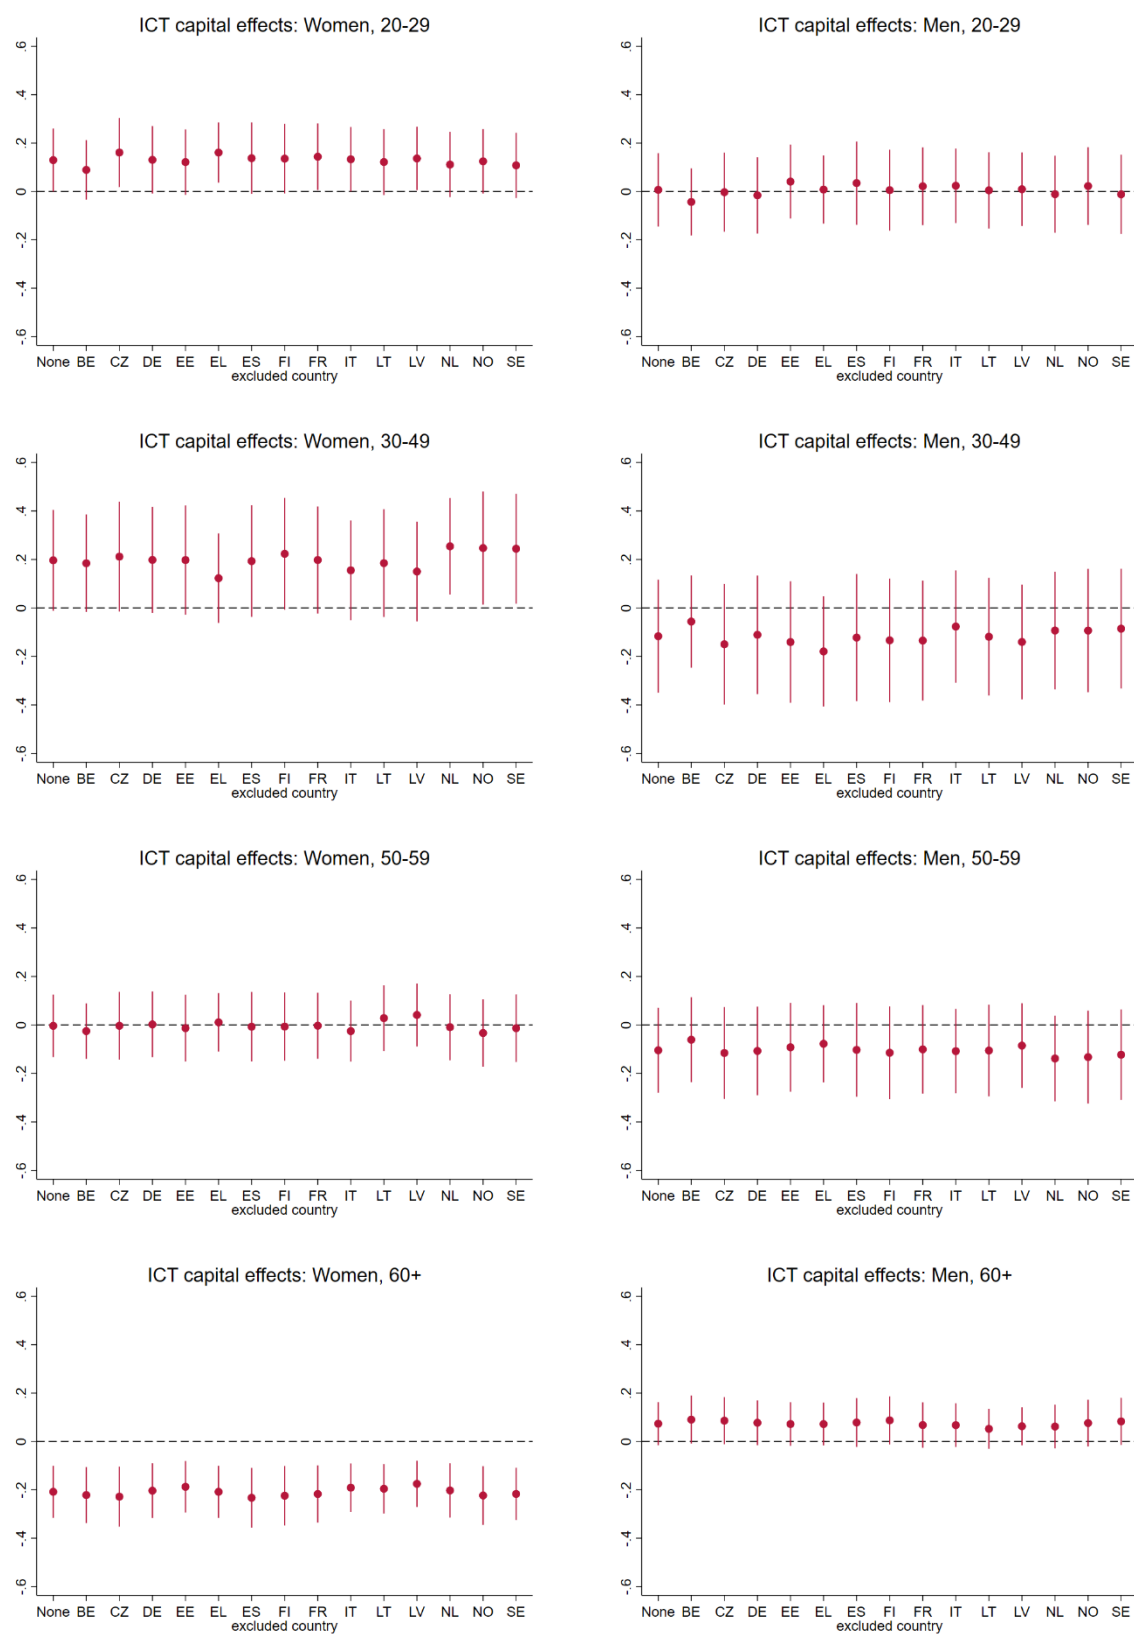 ICT capital effects: Women, 20-29
.6
.4
.2
0
-.2
-.4
-.6
None BE CZ DE EE EL ES FI FR IT LT LV NL NO SE
excluded country
ICT capital effects: Men, 20-29
.6
.4
.2
0
-.2
-.4
-.6
None BE CZ DE EE EL ES FI FR IT LT LV NL NO SE
excluded country
ICT capital effects: Women, 30-49
.6
.4
.2
0
-.2
-.4
-.6
None BE CZ DE EE EL ES FI FR IT LT LV NL NO SE
excluded country
ICT capital effects: Men, 30-49
.6
.4
.2
0
-.2
-.4
-.6
None BE CZ DE EE EL ES FI FR IT LT LV NL NO SE
excluded country
ICT capital effects: Women, 50-59
.6
.4
.2
0
-.2
-.4
-.6
None BE CZ DE EE EL ES FI FR IT LT LV NL NO SE
excluded country
ICT capital effects: Men, 50-59
.6
.4
.2
0
-.2
-.4
-.6
None BE CZ DE EE EL ES FI FR IT LT LV NL NO SE
excluded country
ICT capital effects: Women, 60+
.6
.4
.2
0
-.2
-.4
-.6
None BE CZ DE EE EL ES FI FR IT LT LV NL NO SE
excluded country
ICT capital effects: Men, 60+
.6
.4
.2
0
-.2
-.4
-.6
None BE CZ DE EE EL ES FI FR IT LT LV NL NO SE
excluded country